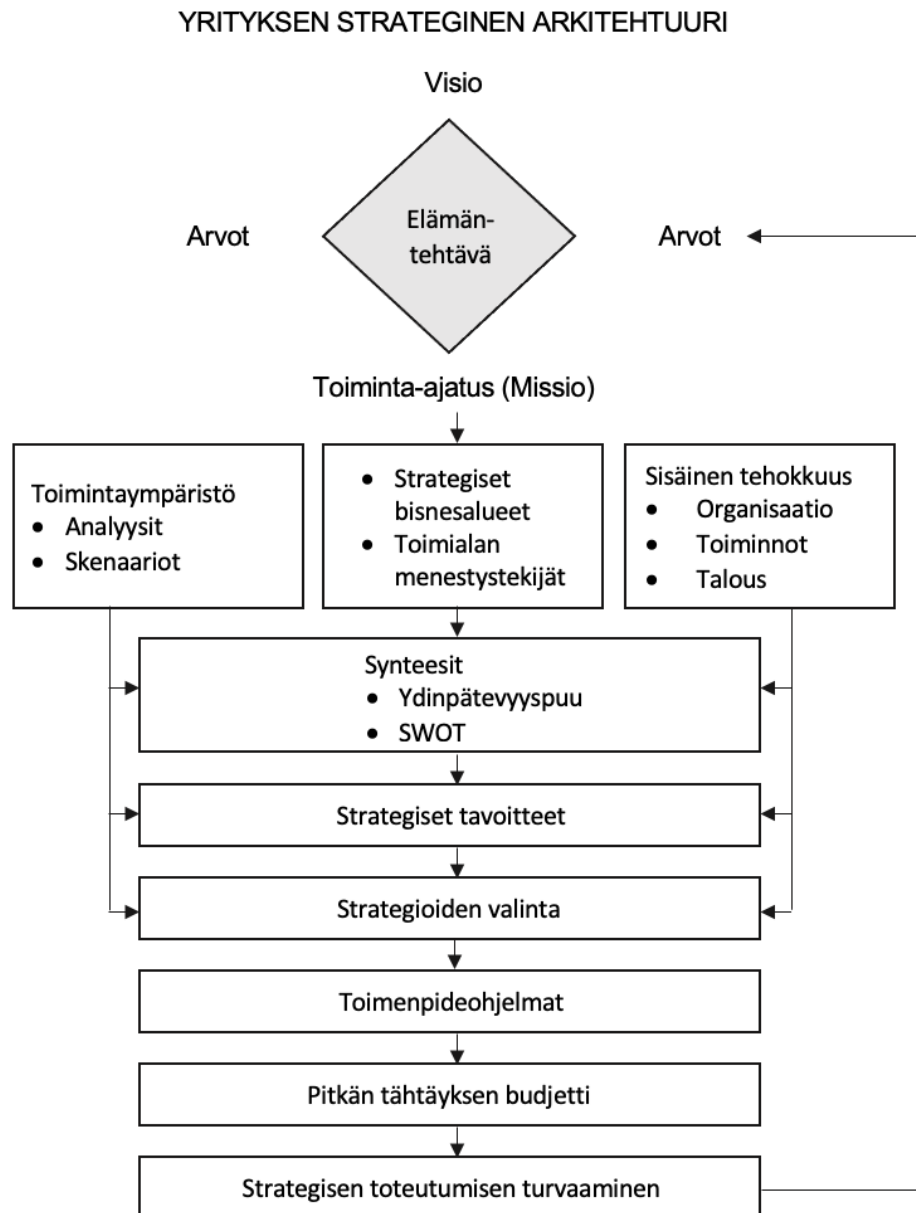 YRITYKSEN STRATEGINEN ARKITEHTUURI
Visio
Arvot
Elämän-
tehtävä
Arvot
Toiminta-ajatus (Missio)
Toimintaympäristö
• Analyysit
• Skenaariot
• Strategiset
bisnesalueet
• Toimialan
menestystekijät
Sisäinen tehokkuus
• Organisaatio
• Toiminnot
• Talous
Synteesit
• Ydinpätevyyspuu
• SWOT
Strategiset tavoitteet
Strategioiden valinta
Toimenpideohjelmat
Pitkän tähtäyksen budjetti
Strategisen toteutumisen turvaaminen